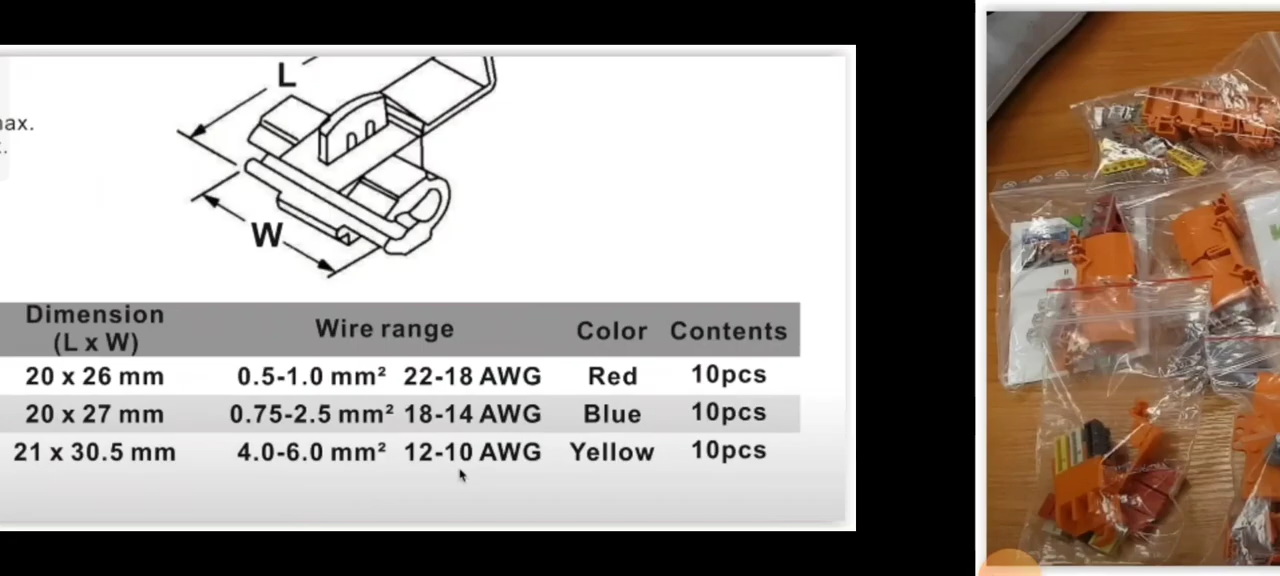 L
ax.
W
Dimension
(L x W)
Wire range
Color
Contents
20 x 26 mm 0.5-1.0 mm² 22-18 AWG Red 10pcs
20 x 27 mm 0.75-2.5 mm² 18-14 AWG Blue 10pcs
21 x 30.5 mm 4.0-6.0 mm² 12-10 AWG Yellow 10pcs